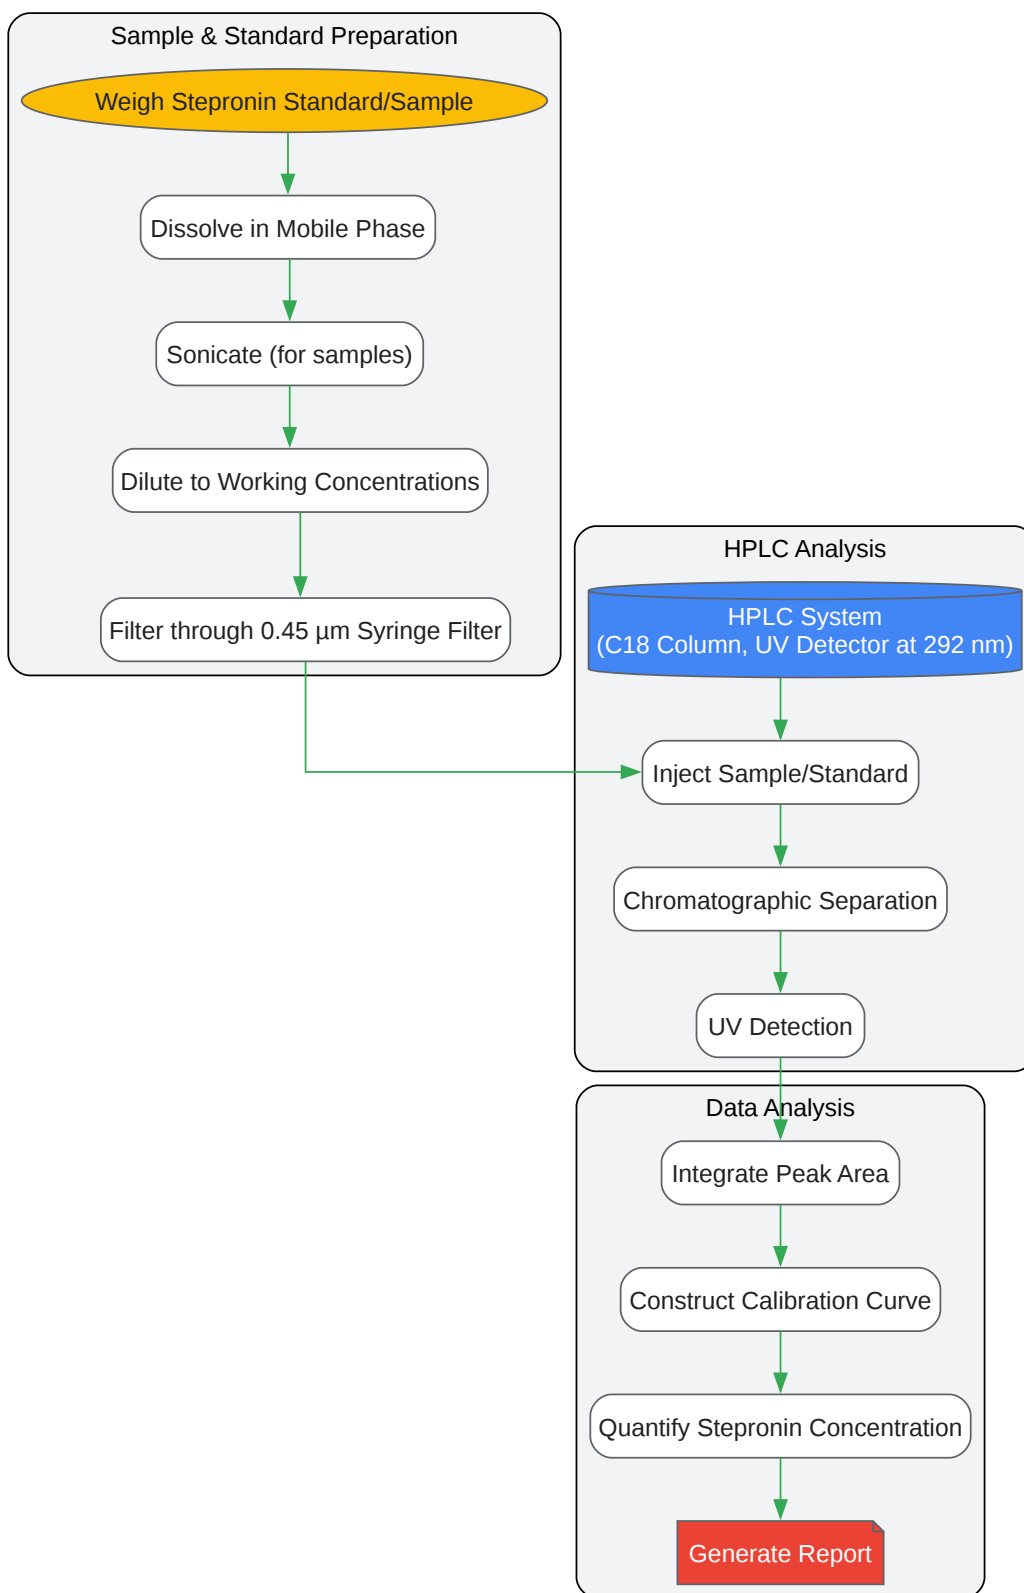 Sample & Standard Preparation
Weigh Stepronin Standard/Sample
Dissolve in Mobile Phase
Sonicate (for samples)
Dilute to Working Concentrations
Filter through 0.45 µm Syringe Filter
HPLC Analysis
HPLC System
(C18 Column, UV Detector at 292 nm)
Inject Sample/Standard
Chromatographic Separation
UV Detection
Data Analysis
Integrate Peak Area
Construct Calibration Curve
Quantify Stepronin Concentration
Generate Report